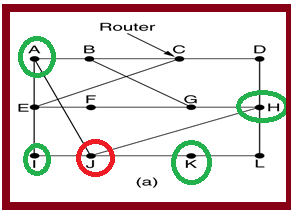 Router
A B C D
E F G H
I J K L
(a)